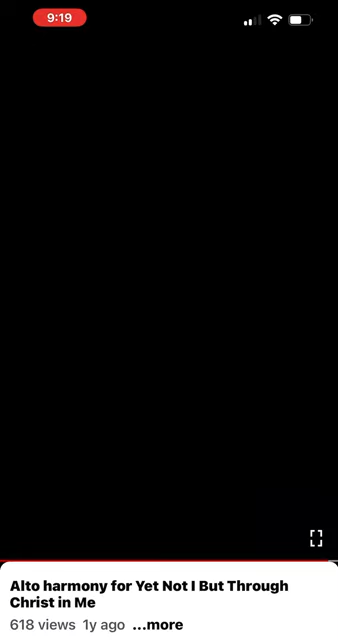 9:19
Alto harmony for Yet Not I But Through
Christ in Me
618 views 1y ago ...more